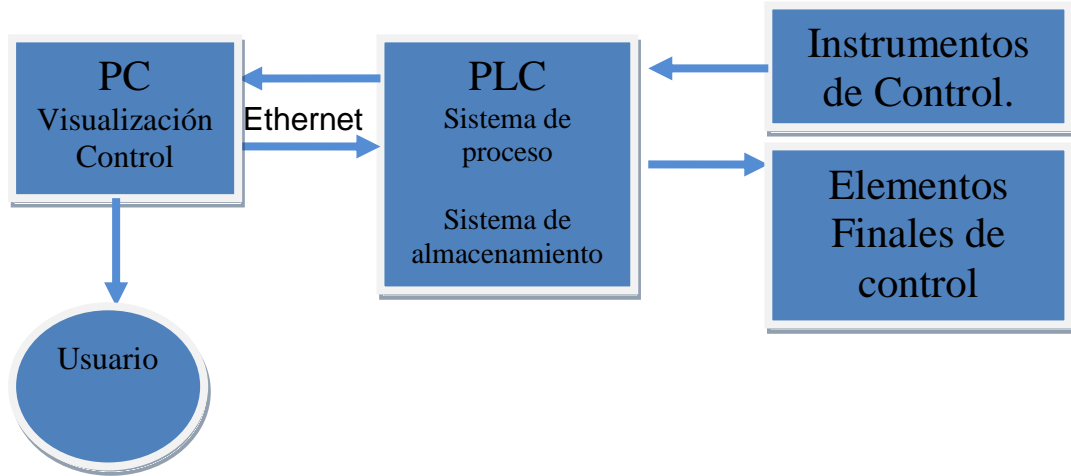 PC
Visualización
Control
Ethernet
PLC
Sistema de
proceso
Sistema de
almacenamiento
Instrumentos
de Control.
Elementos
Finales de
control
Usuario